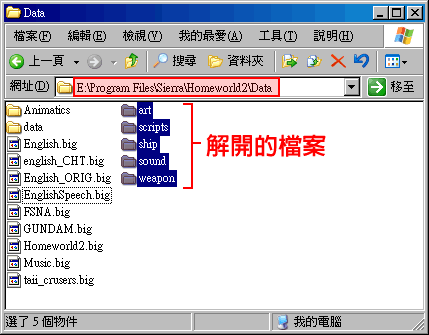 Data
檔案(F) 編輯(E) 檢視(V) 我的最愛(A) 工具(T) 說明(H)
上一頁 搜尋 資料夾
網址(D) E:\Program Files\Sierra\Homeworld2\Data 移至
Animatics
data
English.big
english_CHT.big
English_ORIG.big
EnglishSpeech.big
FSNA.big
GUNDAM.big
Homeworld2.big
Music.big
taii_crusers.big
art
scripts
ship
sound
weapon
解開的檔案
選了 5 個物件 我的電腦